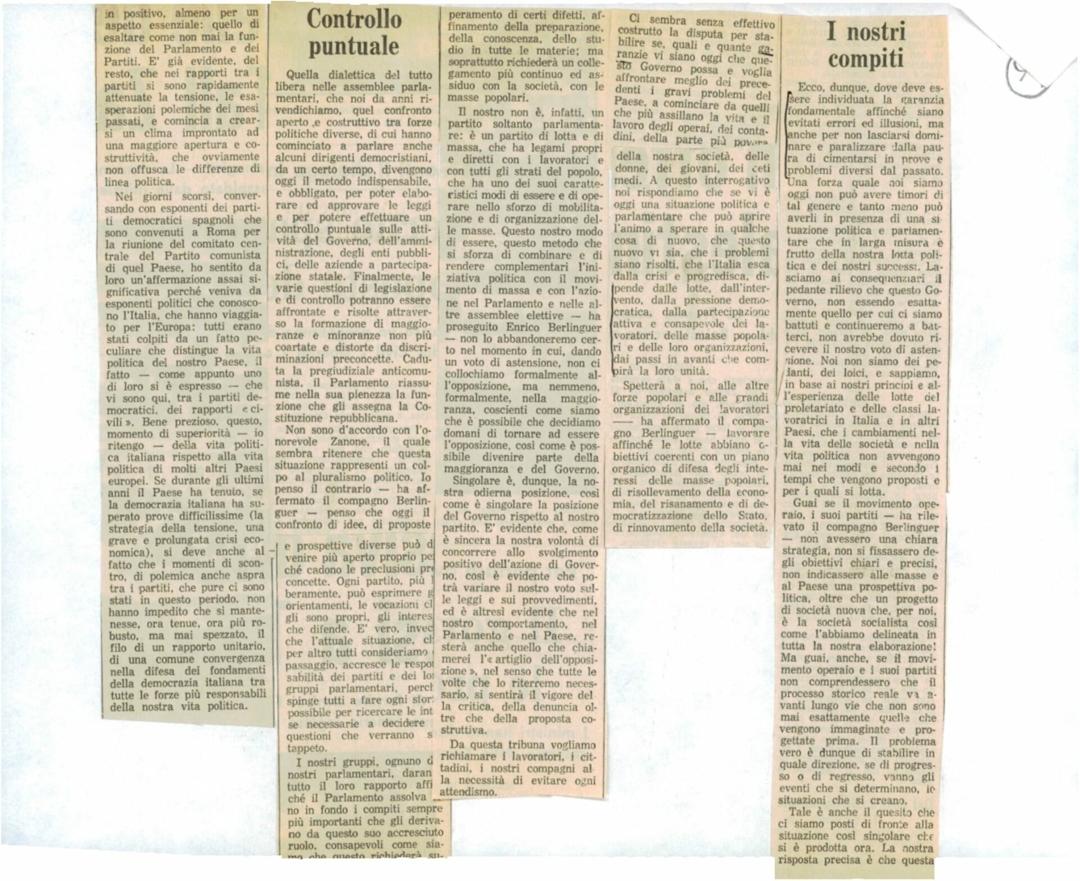 in positivo, almeno per un
aspetto essenziale: quello di
esaltare come non mai la fun-
zione del Parlamento e dei
Partiti. E' già evidente, del
resto, che nei rapporti tra i
partiti si sono rapidamente
attenuate la tensione, le esa-
sperazioni polemiche dei mesi
passati, e comincia a crear-
si un clima improntato ad
una maggiore apertura e co-
struttività, che ovviamente
non offusca le differenze di
linea politica.
Nei giorni scorsi, conver-
sando con esponenti dei parti-
ti democratici spagnoli che
sono convenuti a Roma per
la riunione del comitato cen-
trale del Partito comunista
di quel Paese, ho sentito da
loro un'affermazione assai si-
gnificativa perché veniva da
esponenti politici che conosco-
no l'Italia, che hanno viaggia-
to per l'Europa: tutti erano
stati colpiti da un fatto pe-
culiare che distingue la vita
politica del nostro Paese, il
fatto — come appunto uno
di loro si è espresso — che
vi sono qui, tra i partiti de-
mocratici, dei rapporti « ci-
vili ». Bene prezioso, questo,
momento di superiorità — io
ritengo — della vita politi-
ca italiana rispetto alla vita
politica di molti altri Paesi
europei. Se durante gli ultimi
anni il Paese ha tenuto, se
la democrazia italiana ha su-
perato prove difficilissime (la
strategia della tensione, una
grave e prolungata crisi eco-
nomica), si deve anche al
fatto che i momenti di scon-
tro, di polemica anche aspra
tra i partiti, che pure ci sono
stati in questo periodo, non
hanno impedito che si mante-
nesse, ora tenue, ora più ro-
busto, ma mai spezzato, il
filo di un rapporto unitario,
di una comune convergenza
nella difesa dei fondamenti
della democrazia italiana tra
tutte le forze più responsabili
della nostra vita politica.
Controllo
puntuale
Quella dialettica del tutto
libera nelle assemblee parla-
mentari, che noi da anni ri-
vendichiamo, quel confronto
aperto e costruttivo tra forze
politiche diverse, di cui hanno
cominciato a parlare anche
alcuni dirigenti democristiani,
da un certo tempo, divengono
oggi il metodo indispensabile,
e obbligato, per poter elabo-
rare ed approvare le leggi
e per potere effettuare un
controllo puntuale sulle atti-
vità del Governo, dell'ammi-
nistrazione, degli enti pubbli-
ci, delle aziende a partecipa-
zione statale. Finalmente, le
varie questioni di legislazione
e di controllo potranno essere
affrontate e risolte attraver-
so la formazione di maggio-
ranze e minoranze non più
coartate e distorte da discri-
minazioni preconcette. Cadu-
ta la pregiudiziale anticomu-
nista, il Parlamento riassu-
me nella sua pienezza la fun-
zione che gli assegna la Co-
stituzione repubblicana.
Non sono d'accordo con l'o-
norevole Zanone, il quale
sembra ritenere che questa
situazione rappresenti un col-
po al pluralismo politico. Io
penso il contrario — ha af-
fermato il compagno Berlin-
guer — penso che oggi il
confronto di idee, di proposte
e prospettive diverse può d
venire più aperto proprio pe
ché cadono le preclusioni pr
concette. Ogni partito, più l
beramente, può esprimere g
orientamenti, le vocazioni cl
gli sono propri, gli interes
che difende. E' vero, invec
che l'attuale situazione, ch
per altro tutti consideriamo
passaggio, accresce le respo
sabilità dei partiti e dei lo
gruppi parlamentari, perch
spinge tutti a fare ogni sfor
possibile per ricercare le int
se necessarie a decidere
questioni che verranno s
tappeto.
I nostri gruppi, ognuno d
nostri parlamentari, daran
tutto il loro rapporto affi
ché il Parlamento assolva
no in fondo i compiti sempre
più importanti che gli deriva-
no da questo suo accresciuto
ruolo, consapevoli come sia-
mo che questo richiederà su-
peramento di certi difetti, af-
finamento della preparazione,
della conoscenza, dello stu-
dio in tutte le materie; ma
soprattutto richiederà un colle-
gamento più continuo ed as-
siduo con la società, con le
masse popolari.
Il nostro non è, infatti, un
partito soltanto parlamenta-
re: è un partito di lotta e di
massa, che ha legami propri
e diretti con i lavoratori e
con tutti gli strati del popolo,
che ha uno dei suoi caratte-
ristici modi di essere e di ope-
rare nello sforzo di mobilita-
zione e di organizzazione del-
le masse. Questo nostro modo
di essere, questo metodo che
si sforza di combinare e di
rendere complementari l'ini-
ziativa politica con il movi-
mento di massa e con l'azio-
ne nel Parlamento e nelle al-
tre assemblee elettive — ha
proseguito Enrico Berlinguer
— non lo abbandoneremo cer-
to nel momento in cui, dando
un voto di astensione, non ci
collochiamo formalmente al-
l'opposizione, ma nemmeno,
formalmente, nella maggio-
ranza, coscienti come siamo
che è possibile che decidiamo
domani di tornare ad essere
l'opposizione, così come è pos-
sibile divenire parte della
maggioranza e del Governo.
Singolare è, dunque, la no-
stra odierna posizione, così
come è singolare la posizione
del Governo rispetto al nostro
partito. E' evidente che, come
è sincera la nostra volontà di
concorrere allo svolgimento
positivo dell'azione di Gover-
no, così è evidente che po-
trà variare il nostro voto sul-
le leggi e sui provvedimenti,
ed è altresì evidente che nel
nostro comportamento, nel
Parlamento e nel Paese, re-
sterà anche quello che chia-
merei l'« artiglio dell'opposi-
zione », nel senso che tutte le
volte che lo riterremo neces-
sario, si sentirà il vigore del-
la critica, della denuncia ol-
tre che della proposta co-
struttiva.
Da questa tribuna vogliamo
richiamare i lavoratori, i cit-
tadini, i nostri compagni al-
la necessità di evitare ogni
attendismo.
Ci sembra senza effettivo
costrutto la disputa per sta-
bilire se, quali e quante ga-
ranzie vi siano oggi che que-
sto Governo possa e voglia
affrontare meglio dei prece-
denti i gravi problemi del
Paese, a cominciare da quelli
che più assillano la vita e il
lavoro degli operai, dei conta-
dini, della parte più povera
della nostra società, delle
donne, dei giovani, dei ceti
medi. A questo interrogativo
noi rispondiamo che se vi è
oggi una situazione politica e
parlamentare che può aprire
l'animo a sperare in qualche
cosa di nuovo, che questo
nuovo vi sia, che i problemi
siano risolti, che l'Italia esca
dalla crisi e progredisca, di-
pende dalle lotte, dall'inter-
vento, dalla pressione demo-
cratica, dalla partecipazione
attiva e consapevole dei la-
voratori, delle masse popola-
ri e delle loro organizzazioni,
dai passi in avanti che com-
pirà la loro unità.
Spetterà a noi, alle altre
forze popolari e alle grandi
organizzazioni dei lavoratori
— ha affermato il compa-
gno Berlinguer — lavorare
affinché le lotte abbiano o-
biettivi coerenti con un piano
organico di difesa degli inte-
ressi delle masse popolari,
di risollevamento della econo-
mia, del risanamento e di de-
mocratizzazione dello Stato,
di rinnovamento della società.
I nostri
compiti
Ecco, dunque, dove deve es-
sere individuata la garanzia
fondamentale affinché siano
evitati errori ed illusioni, ma
anche per non lasciarsi domi-
nare e paralizzare dalla pau-
ra di cimentarsi in prove e
problemi diversi dal passato.
Una forza quale noi siamo
oggi non può avere timori di
tal genere e tanto meno può
averli in presenza di una si-
tuazione politica e parlamen-
tare che in larga misura è
frutto della nostra lotta poli-
tica e dei nostri successi. La-
sciamo ai consequenziari il
pedante rilievo che questo Go-
verno, non essendo esatta-
mente quello per cui ci siamo
battuti e continueremo a bat-
terci, non avrebbe dovuto ri-
cevere il nostro voto di asten-
sione. Noi non siamo dei pe-
danti, dei loici, e sappiamo,
in base ai nostri principi e al-
l'esperienza delle lotte del
proletariato e delle classi la-
voratrici in Italia e in altri
Paesi, che i cambiamenti nel-
la vita delle società e nella
vita politica non avvengono
mai nei modi e secondo i
tempi che vengono proposti e
per i quali si lotta.
Guai se il movimento ope-
raio, i suoi partiti — ha rile-
vato il compagno Berlinguer
— non avessero una chiara
strategia, non si fissassero de-
gli obiettivi chiari e precisi,
non indicassero alle masse e
al Paese una prospettiva po-
litica, oltre che un progetto
di società nuova che, per noi,
è la società socialista così
come l'abbiamo delineata in
tutta la nostra elaborazione!
Ma guai, anche, se il movi-
mento operaio e i suoi partiti
non comprendessero che il
processo storico reale va a-
vanti lungo vie che non sono
mai esattamente quelle che
vengono immaginate e pro-
gettate prima. Il problema
vero è dunque di stabilire in
quale direzione, se di progres-
so o di regresso, vanno gli
eventi che si determinano, le
situazioni che si creano.
Tale è anche il quesito che
ci siamo posti di fronte alla
situazione così singolare che
si è prodotta ora. La nostra
risposta precisa è che questa